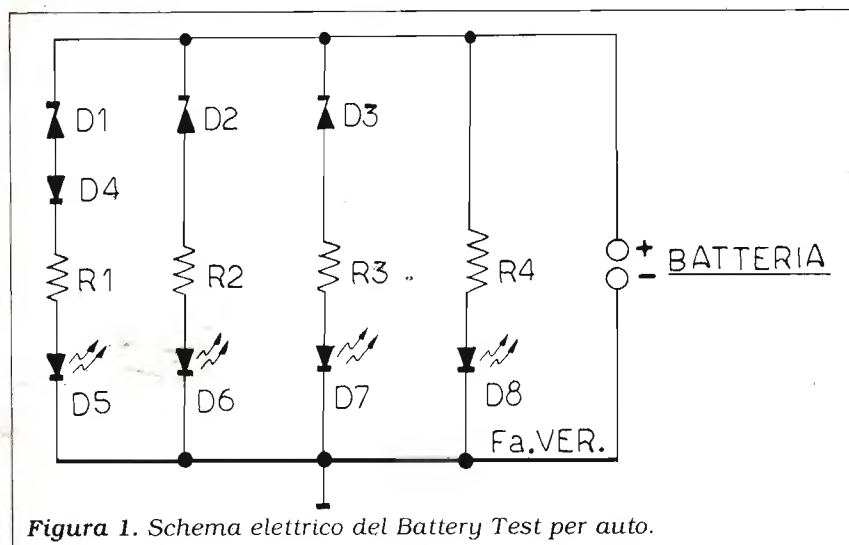 D1
D2
D3
D4
R1
R2
R3
R4
+
- BATTERIA
D5
D6
D7
D8
Fa.VER.
Figura 1. Schema elettrico del Battery Test per auto.